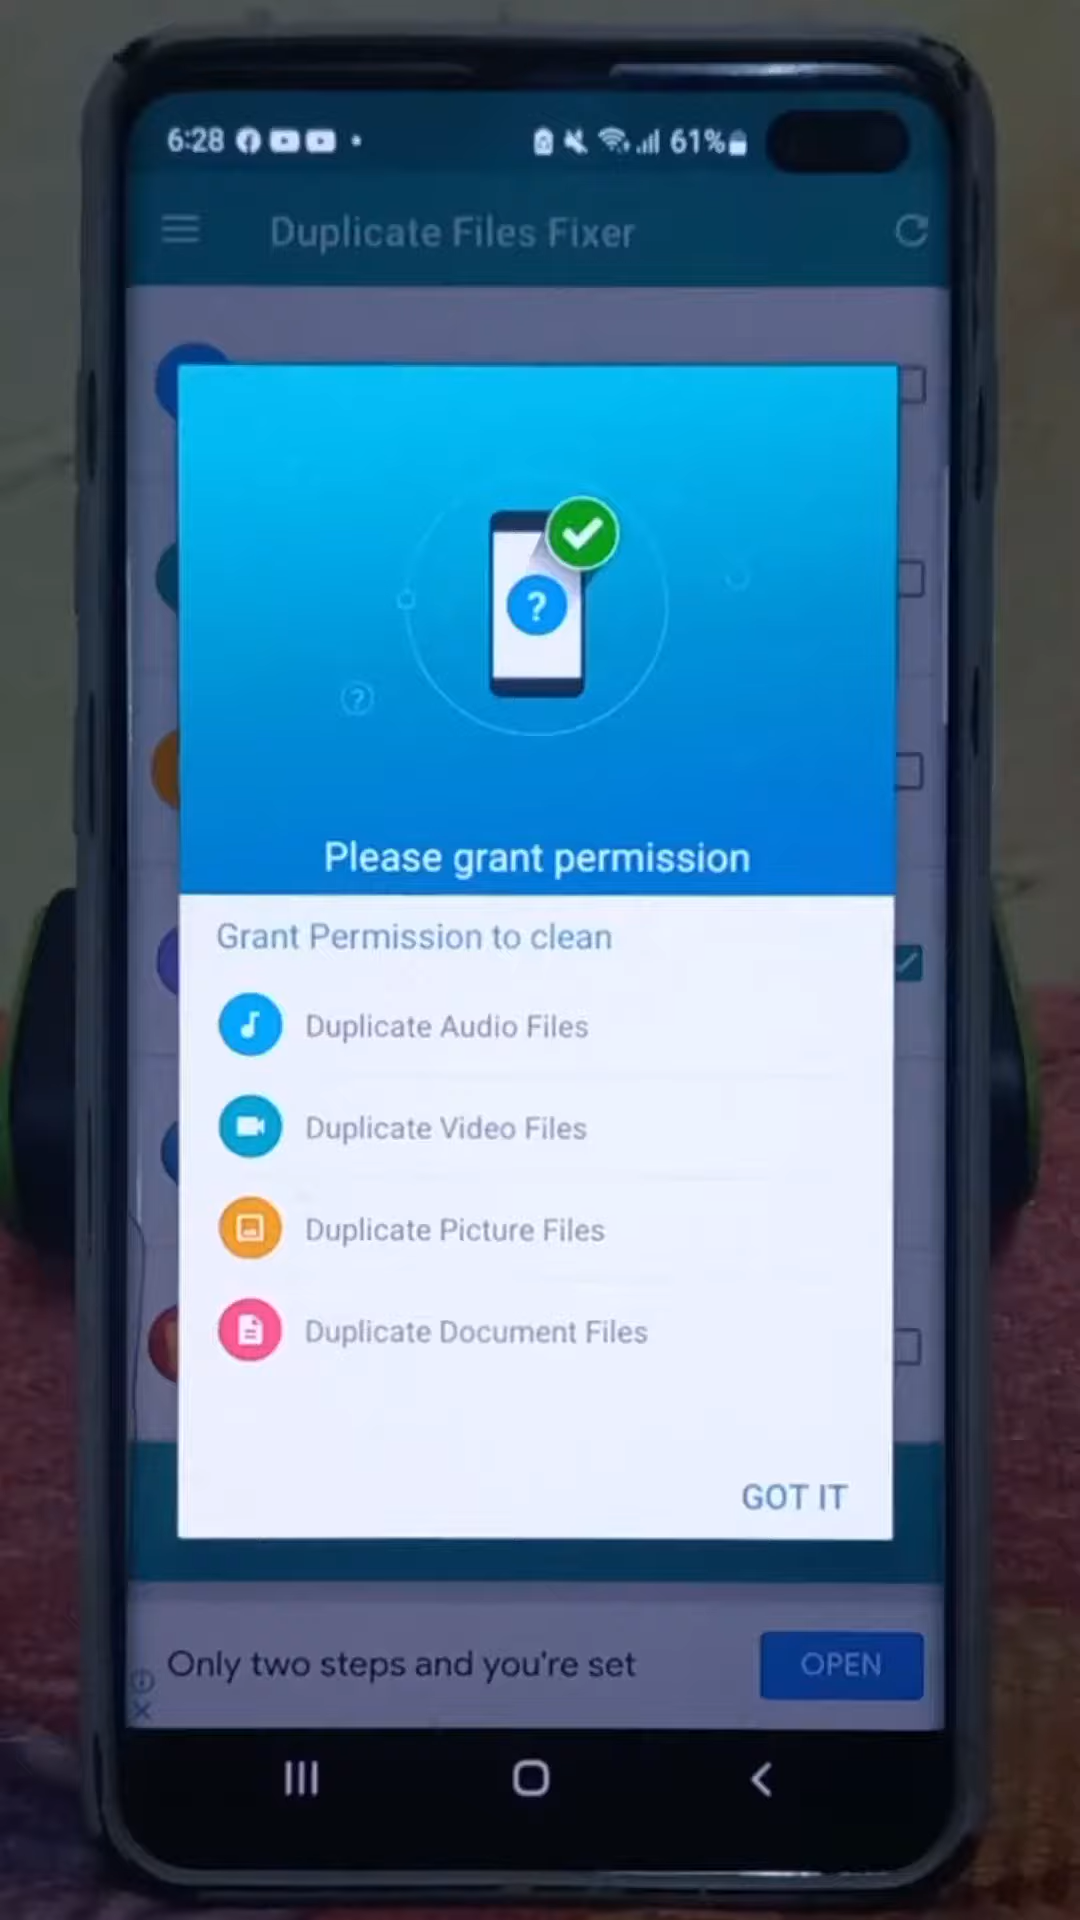 6:28 61%
Duplicate Files Fixer
?
?
Please grant permission
Grant Permission to clean
Duplicate Audio Files
Duplicate Video Files
Duplicate Picture Files
Duplicate Document Files
GOT IT
Only two steps and you're set OPEN